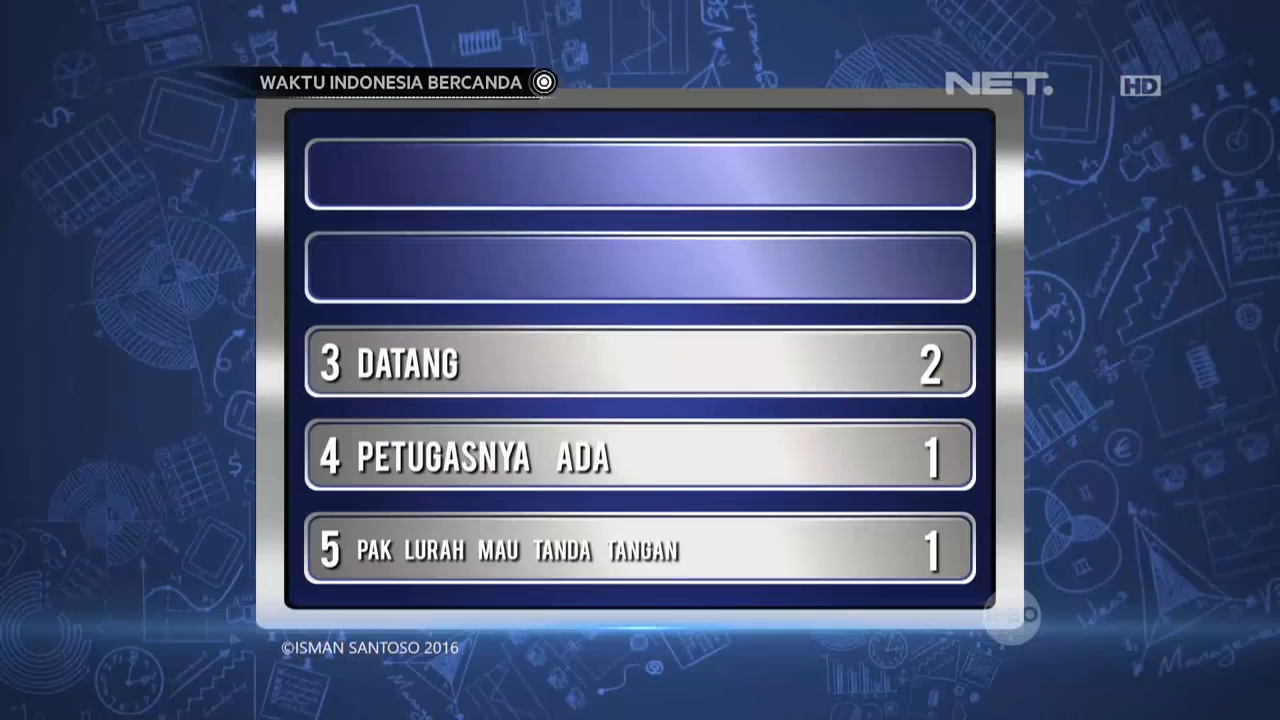 WAKTU INDONESIA BERCANDA
NET.
HD
3 DATANG 2
4 PETUGASNYA ADA 1
5 PAK LURAH MAU TANDA TANGAN 1
©ISMAN SANTOSO 2016